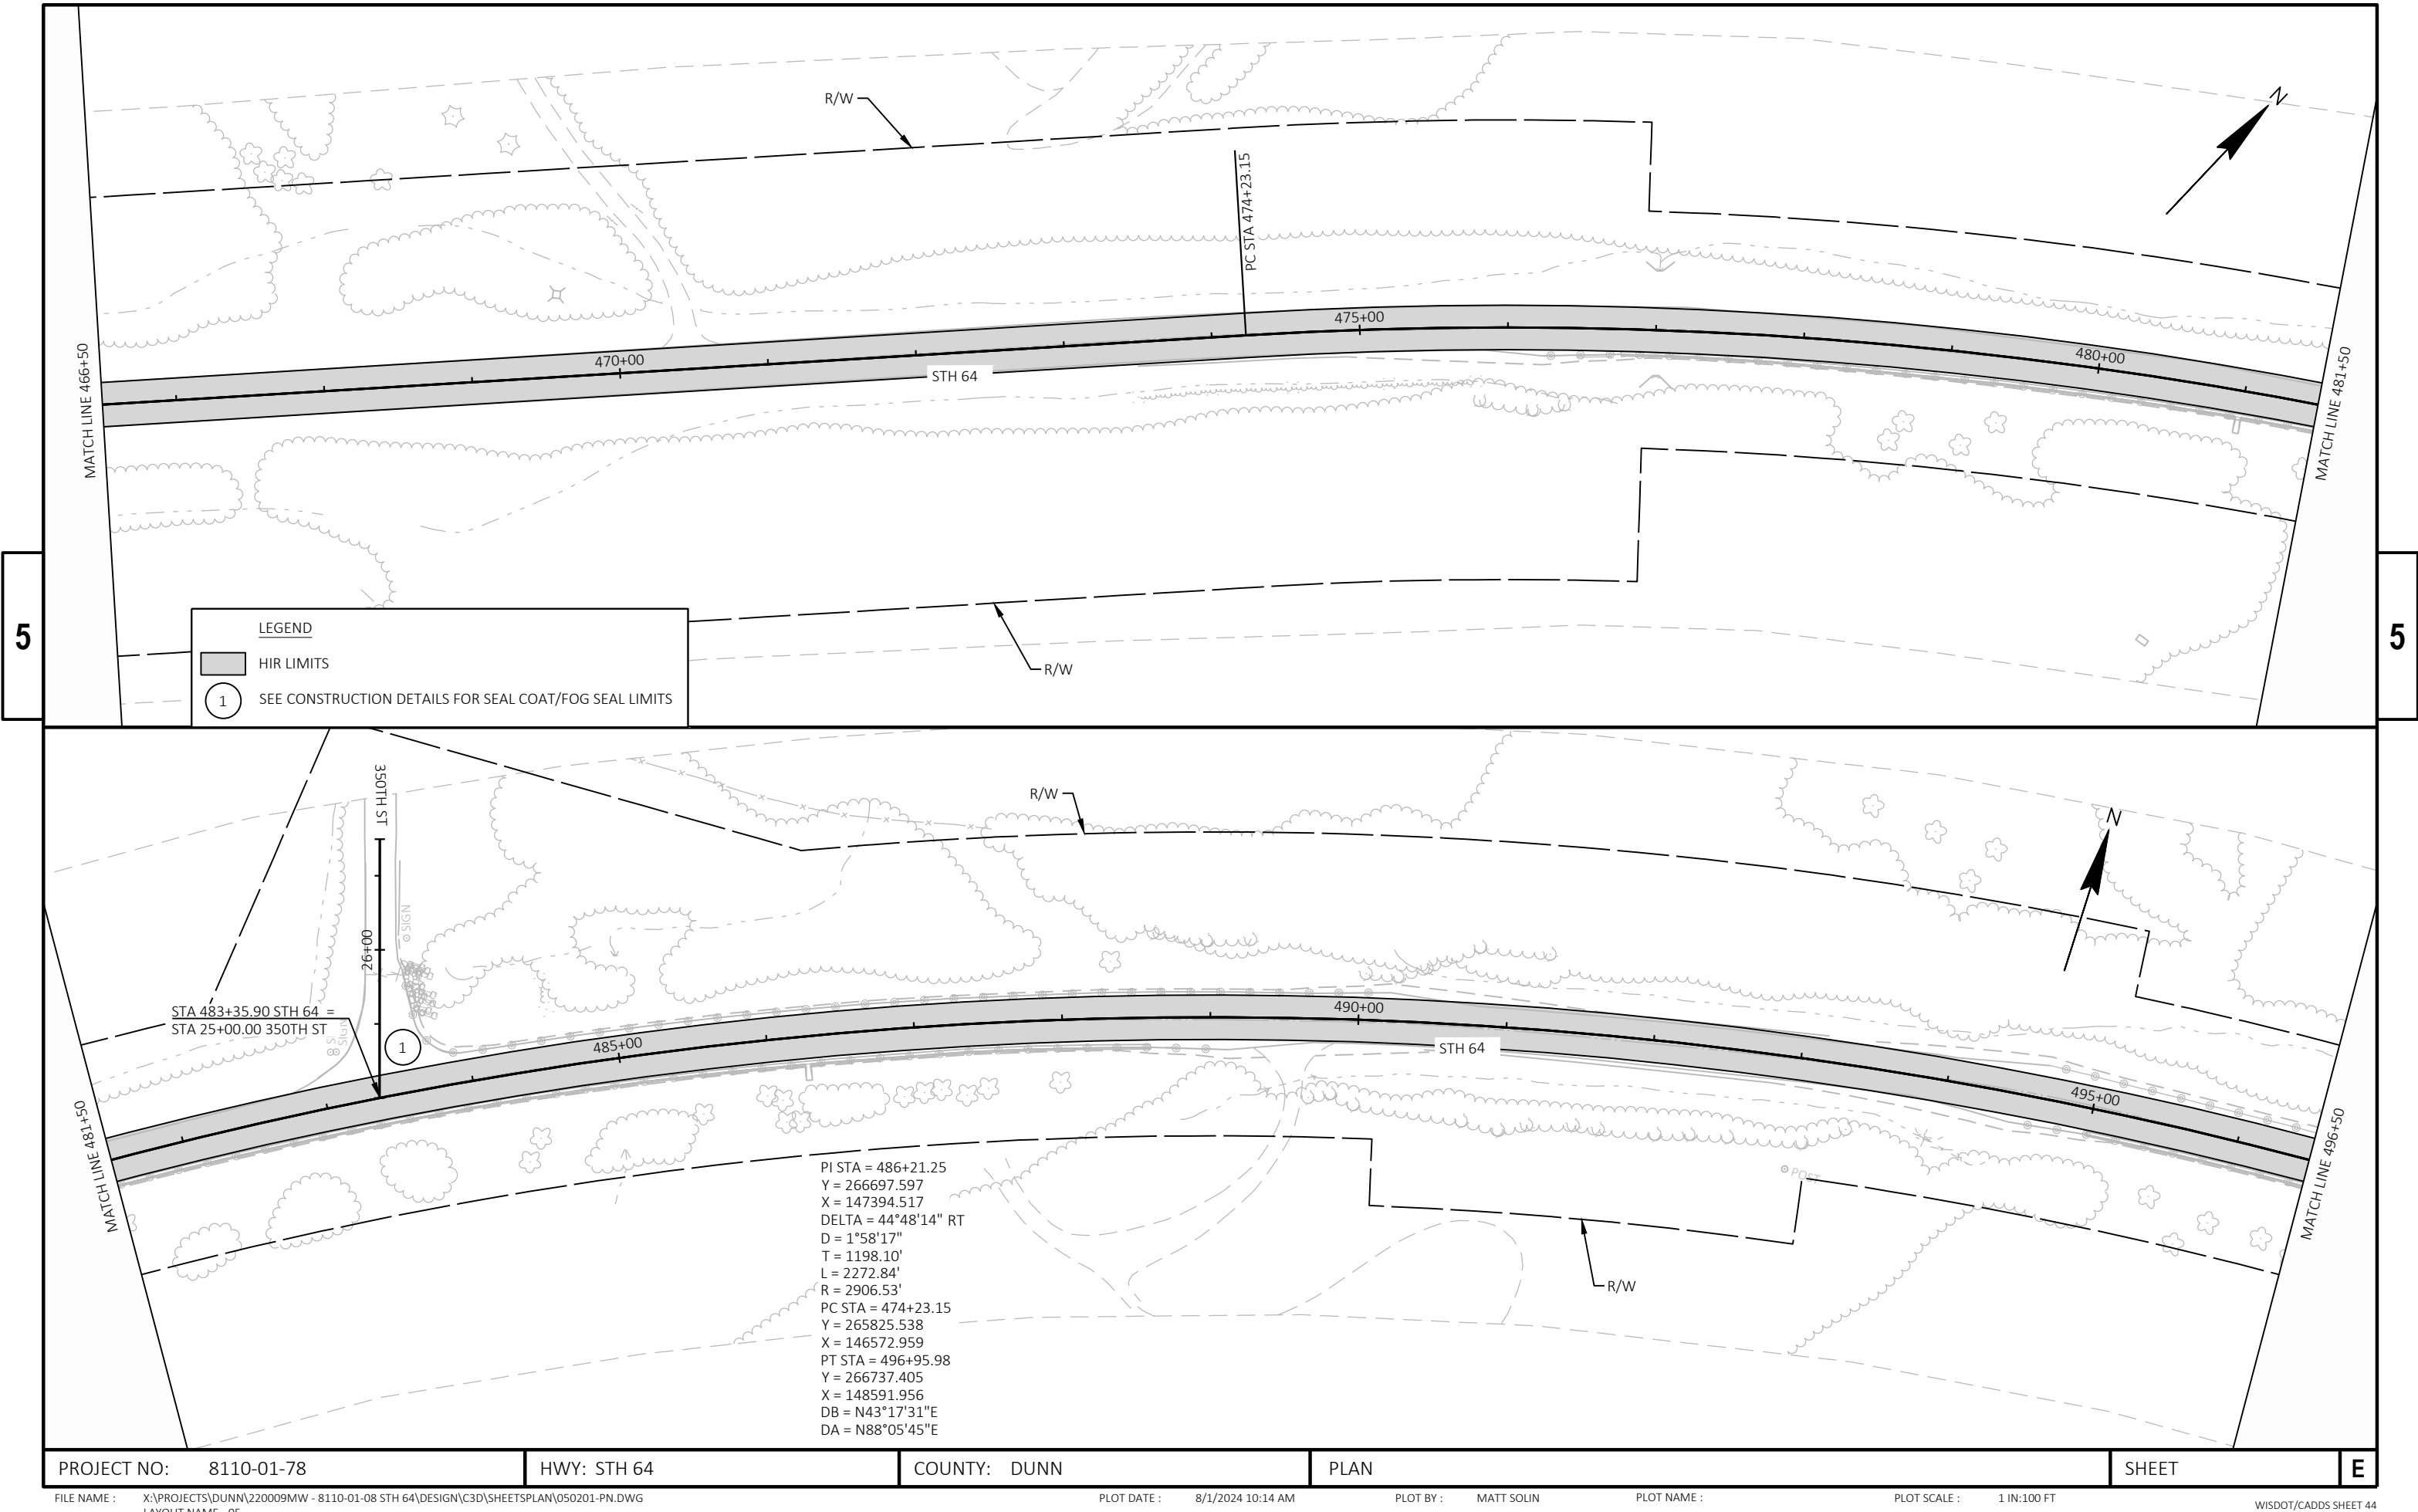 N
R/W
PC STA 474+23.15
475+00
470+00
480+00
STH 64
MATCH LINE 466+50
MATCH LINE 481+50
5
5
LEGEND
HIR LIMITS
1 SEE CONSTRUCTION DETAILS FOR SEAL COAT/FOG SEAL LIMITS
R/W
350TH ST
R/W
N
SIGN
26+00
STA 483+35.90 STH 64 =
STA 25+00.00 350TH ST
SIGN
1
490+00
485+00
STH 64
495+00
MATCH LINE 481+50
MATCH LINE 496+50
POST
PI STA = 486+21.25
Y = 266697.597
X = 147394.517
DELTA = 44°48'14" RT
D = 1°58'17"
T = 1198.10'
L = 2272.84'
R = 2906.53'
PC STA = 474+23.15
Y = 265825.538
X = 146572.959
PT STA = 496+95.98
Y = 266737.405
X = 148591.956
DB = N43°17'31"E
DA = N88°05'45"E
R/W
PROJECT NO: 8110-01-78 HWY: STH 64 COUNTY: DUNN PLAN SHEET E
FILE NAME : X:\PROJECTS\DUNN\220009MW - 8110-01-08 STH 64\DESIGN\C3D\SHEETSPLAN\050201-PN.DWG PLOT DATE : 8/1/2024 10:14 AM PLOT BY : MATT SOLIN PLOT NAME : PLOT SCALE : 1 IN:100 FT
WISDOT/CADDS SHEET 44